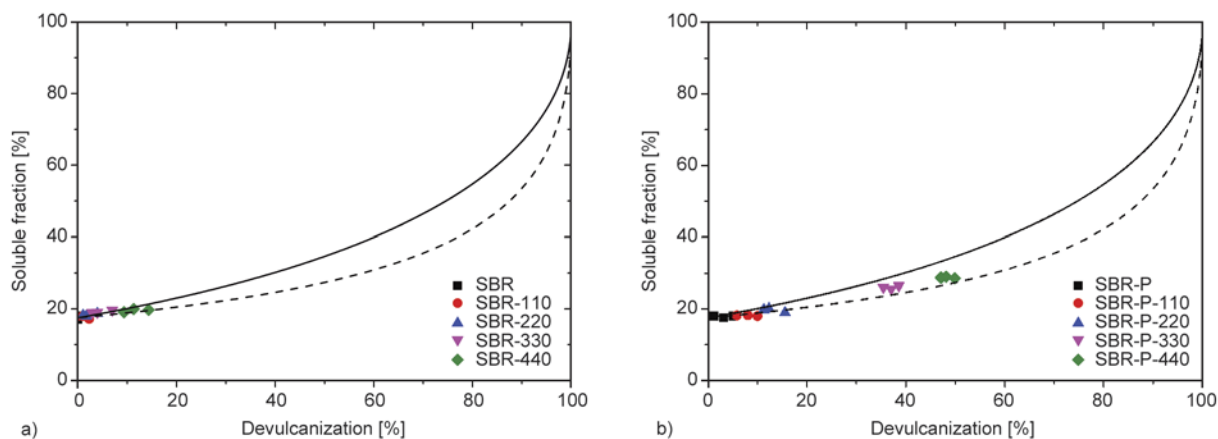 100
80
60
40
20
0
Soluble fraction [%]
SBR
SBR-110
SBR-220
SBR-330
SBR-440
0 20 40 60 80 100
a) Devulcanization [%]
100
80
60
40
20
0
Soluble fraction [%]
SBR-P
SBR-P-110
SBR-P-220
SBR-P-330
SBR-P-440
0 20 40 60 80 100
b) Devulcanization [%]